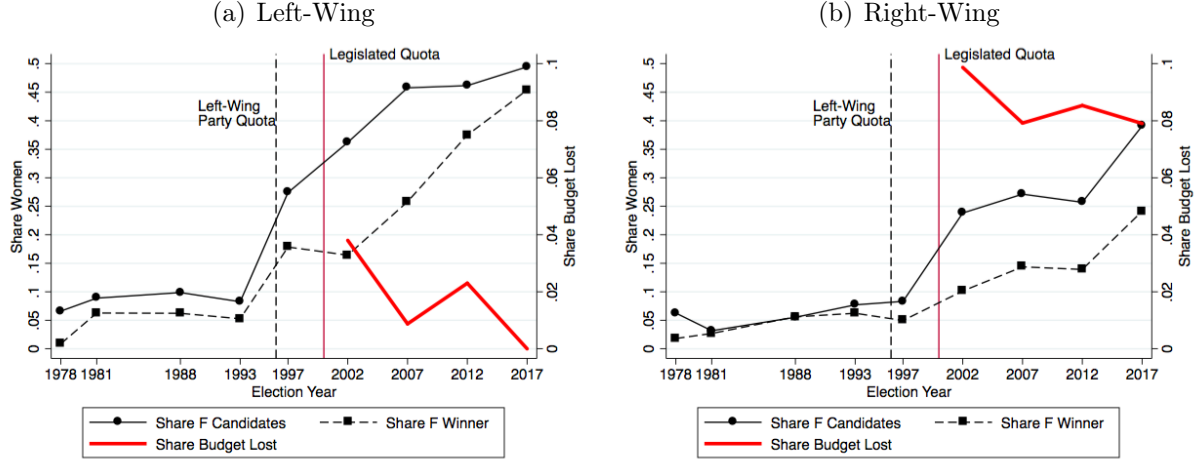 (a) Left-Wing
Legislated Quota
Left-Wing
Party Quota
Share Women
.5
.45
.4
.35
.3
.25
.2
.15
.1
.05
0
.1
.08
.06
.04
.02
0
Share Budget Lost
1978 1981 1988 1993 1997 2002 2007 2012 2017
Election Year
Share F Candidates Share F Winner
Share Budget Lost
(b) Right-Wing
Legislated Quota
Left-Wing
Party Quota
Share Women
.5
.45
.4
.35
.3
.25
.2
.15
.1
.05
0
.1
.08
.06
.04
.02
0
Share Budget Lost
1978 1981 1988 1993 1997 2002 2007 2012 2017
Election Year
Share F Candidates Share F Winner
Share Budget Lost